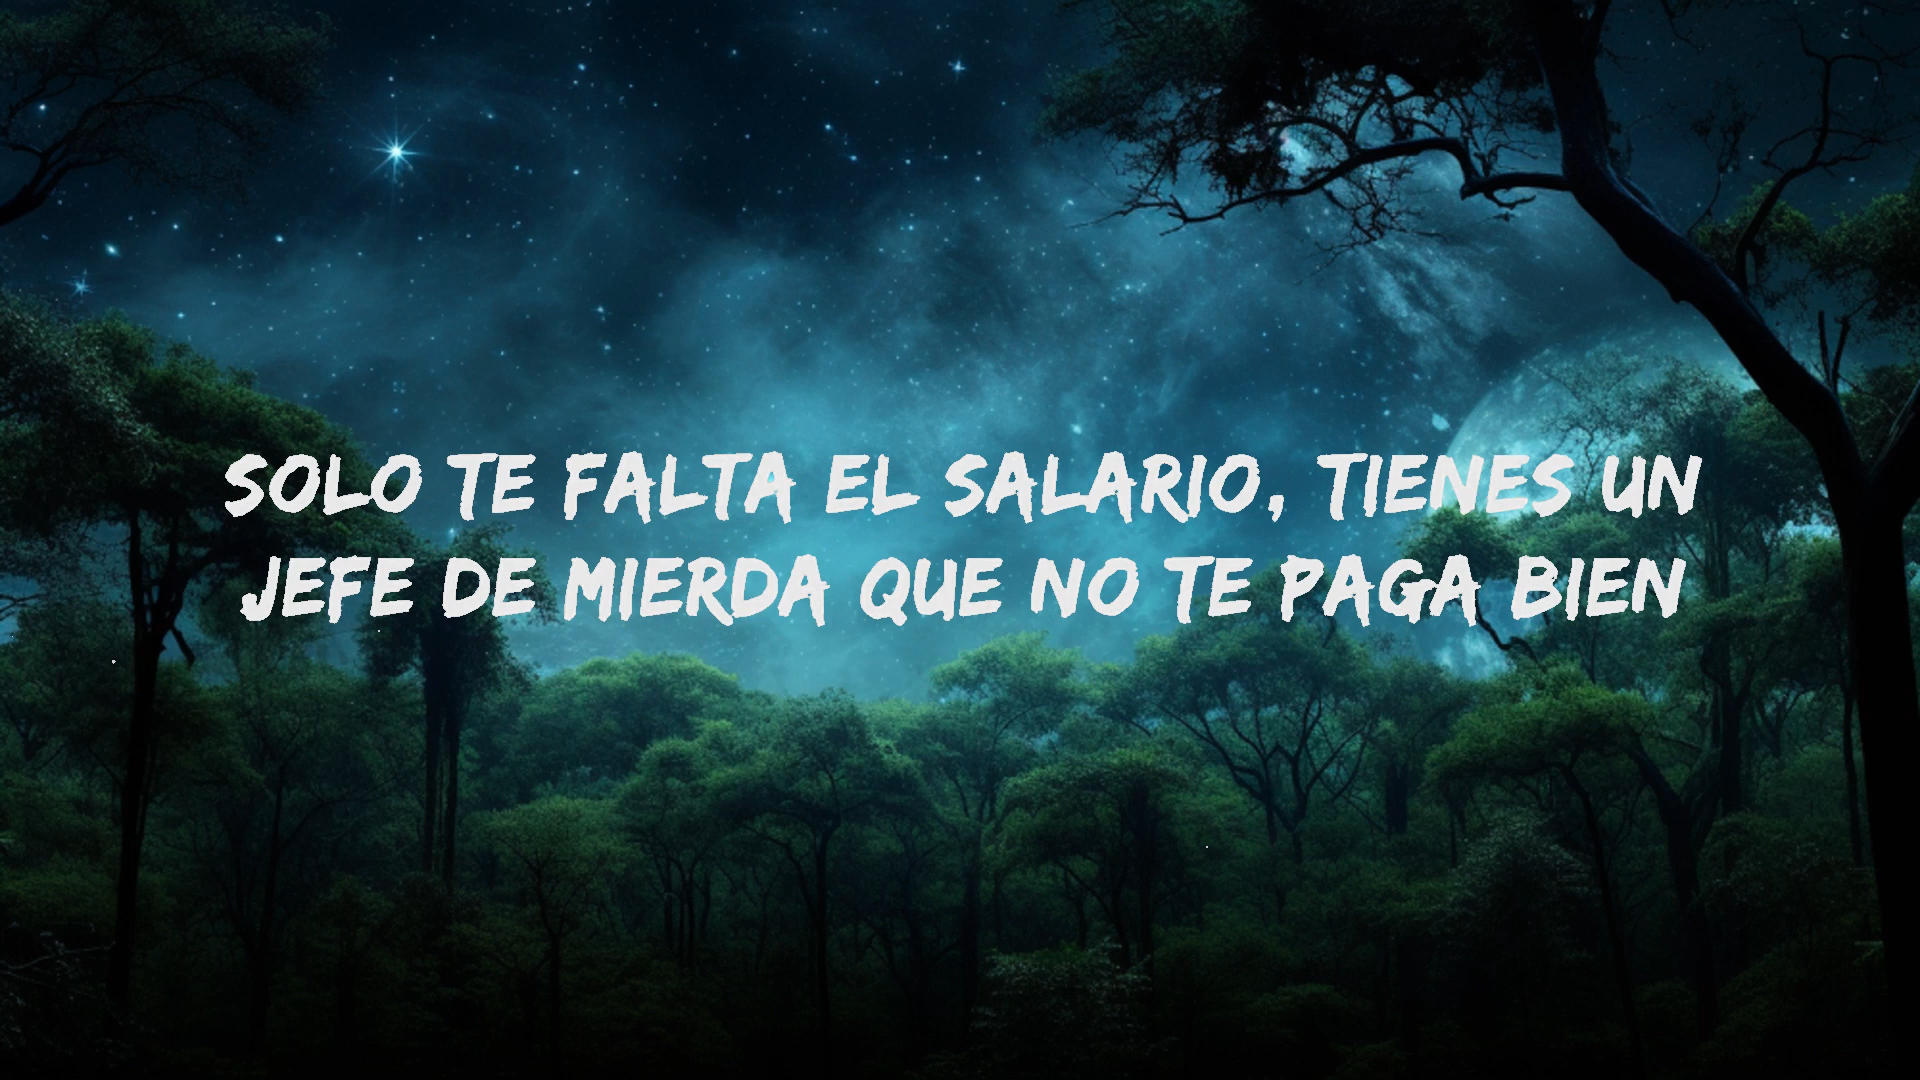 SOLO TE FALTA EL SALARIO, TIENES UN
JEFE DE MIERDA QUE NO TE PAGA BIEN